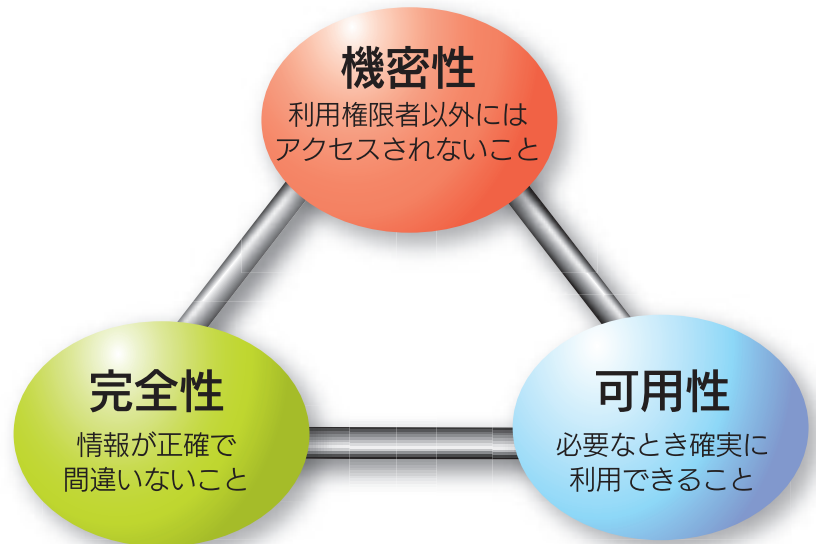 機密性
利用権限者以外には
アクセスされないこと
完全性
情報が正確で
間違いないこと
可用性
必要なとき確実に
利用できること